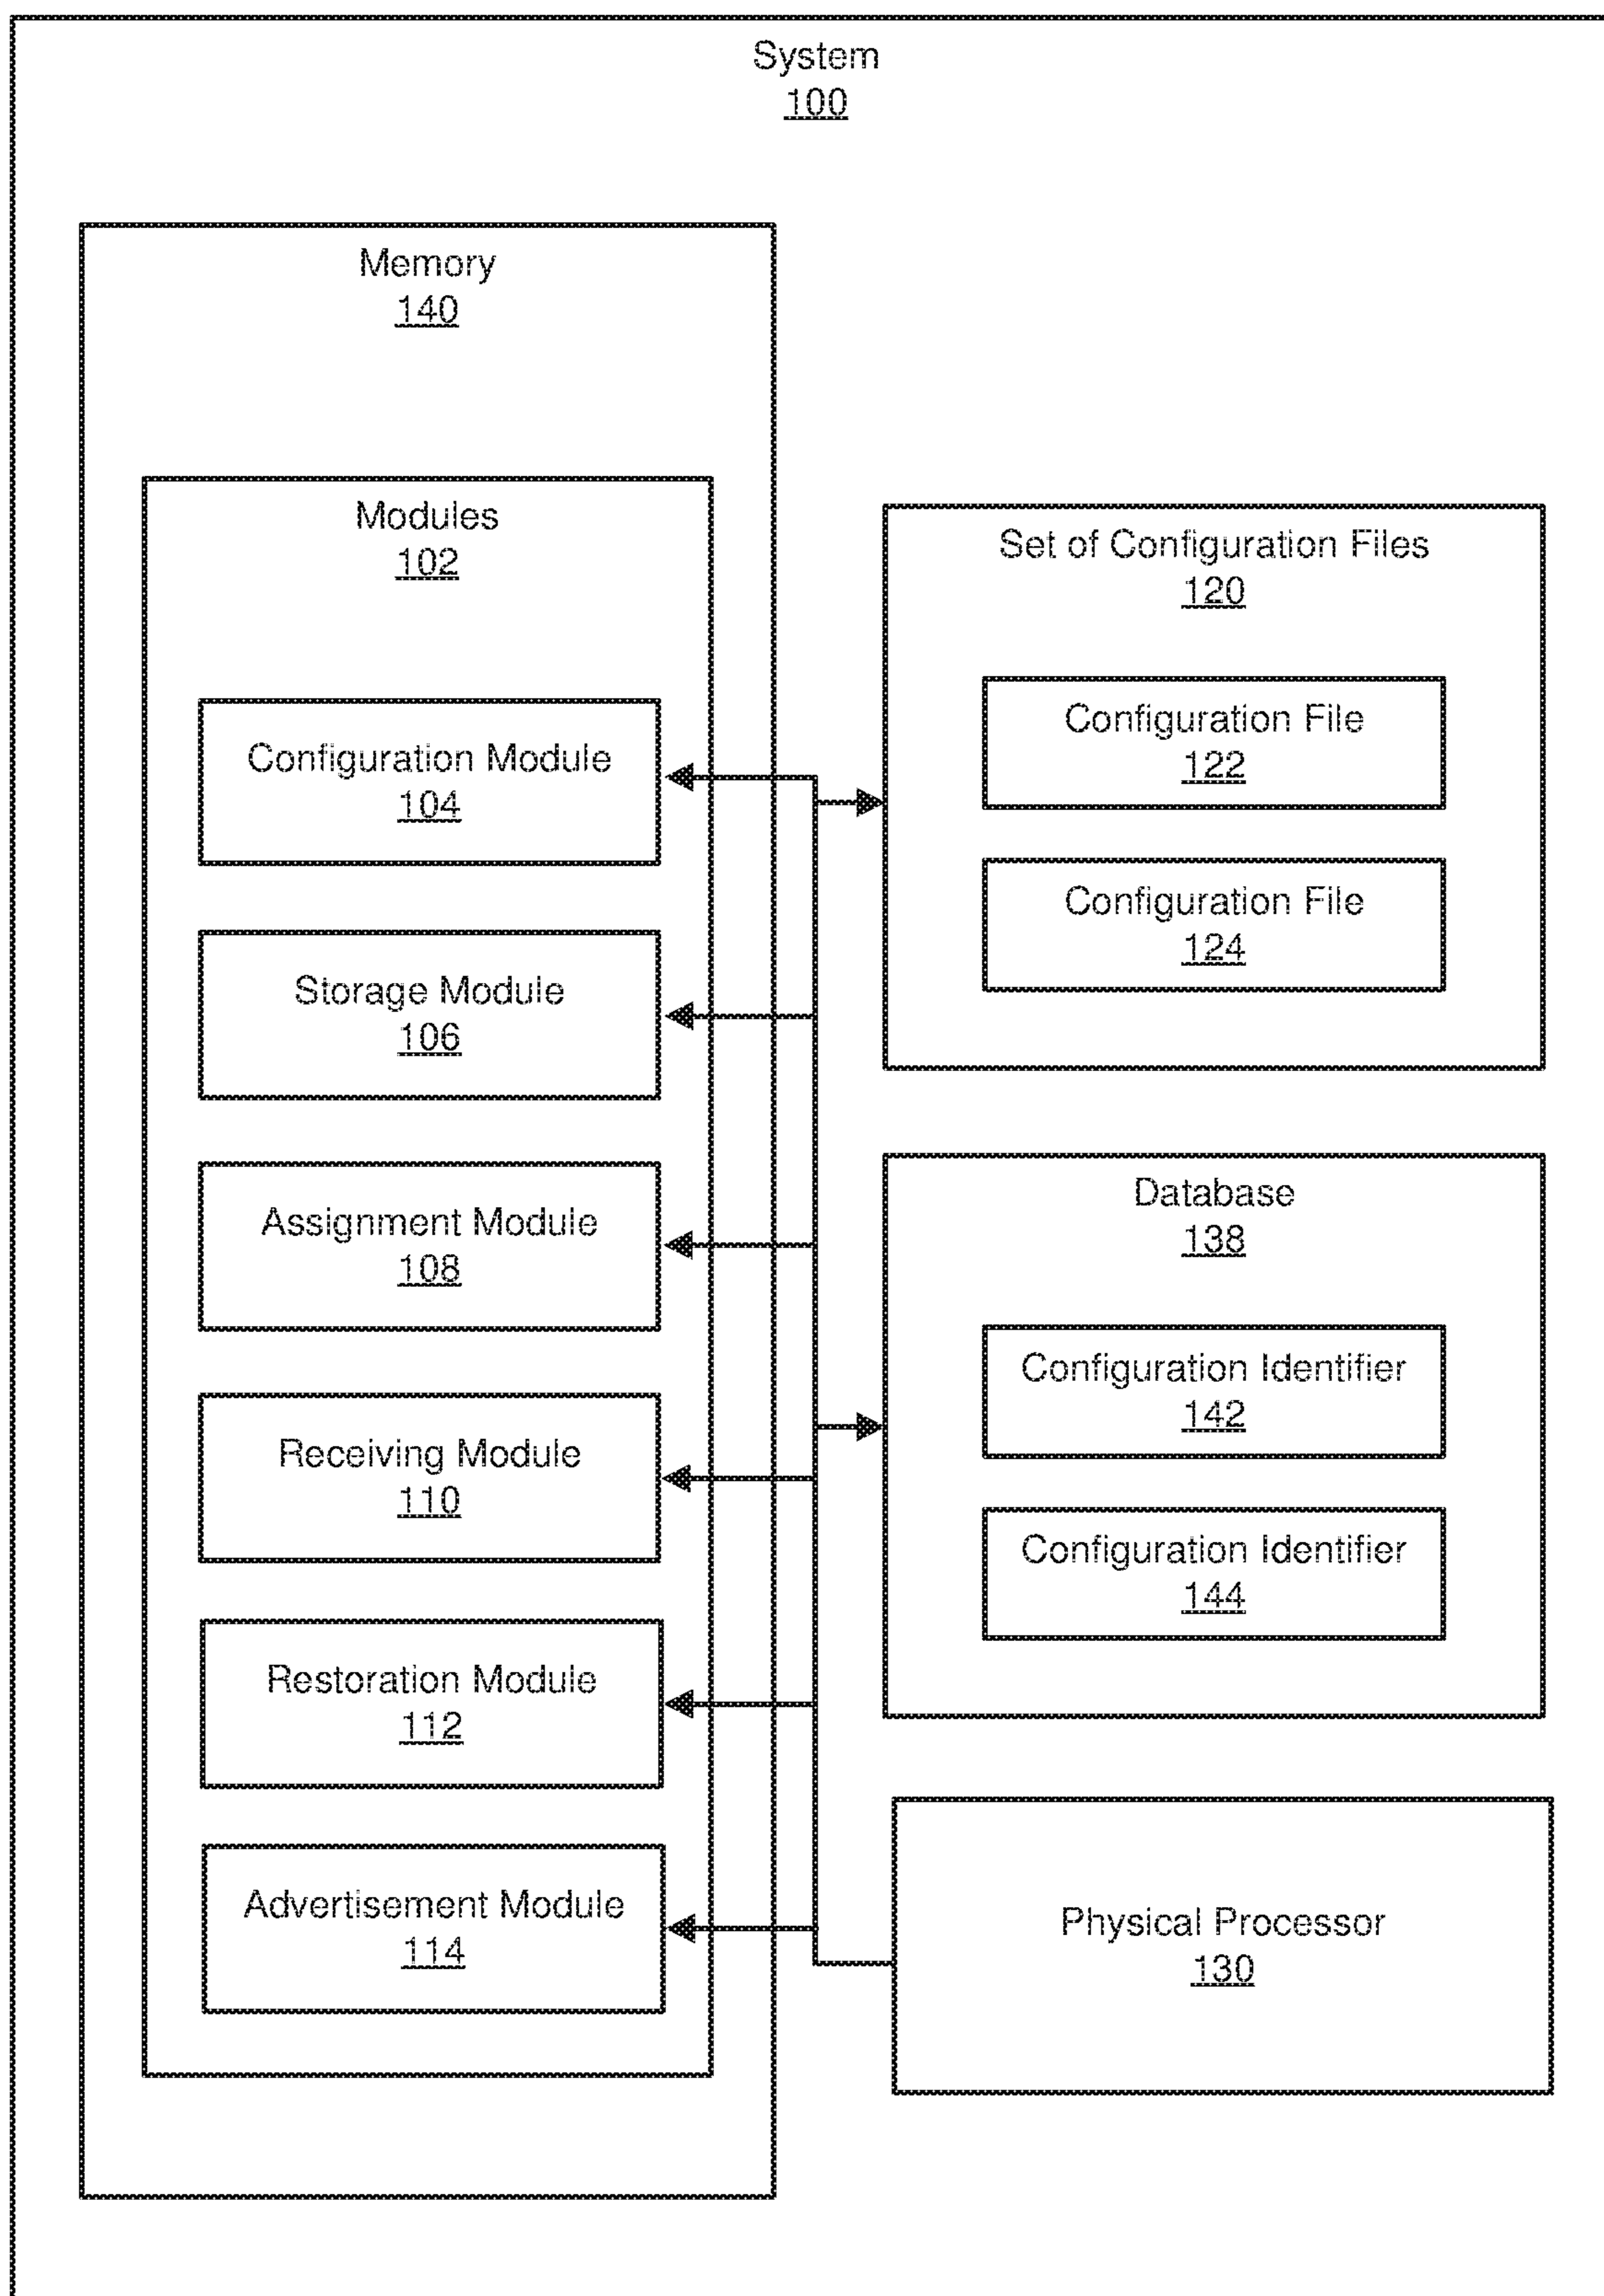 System
100
Memory
140
Modules
102
Configuration Module
104
Storage Module
106
Assignment Module
108
Receiving Module
110
Restoration Module
112
Advertisement Module
114
Set of Configuration Files
120
Configuration File
122
Configuration File
124
Database
138
Configuration Identifier
142
Configuration Identifier
144
Physical Processor
130